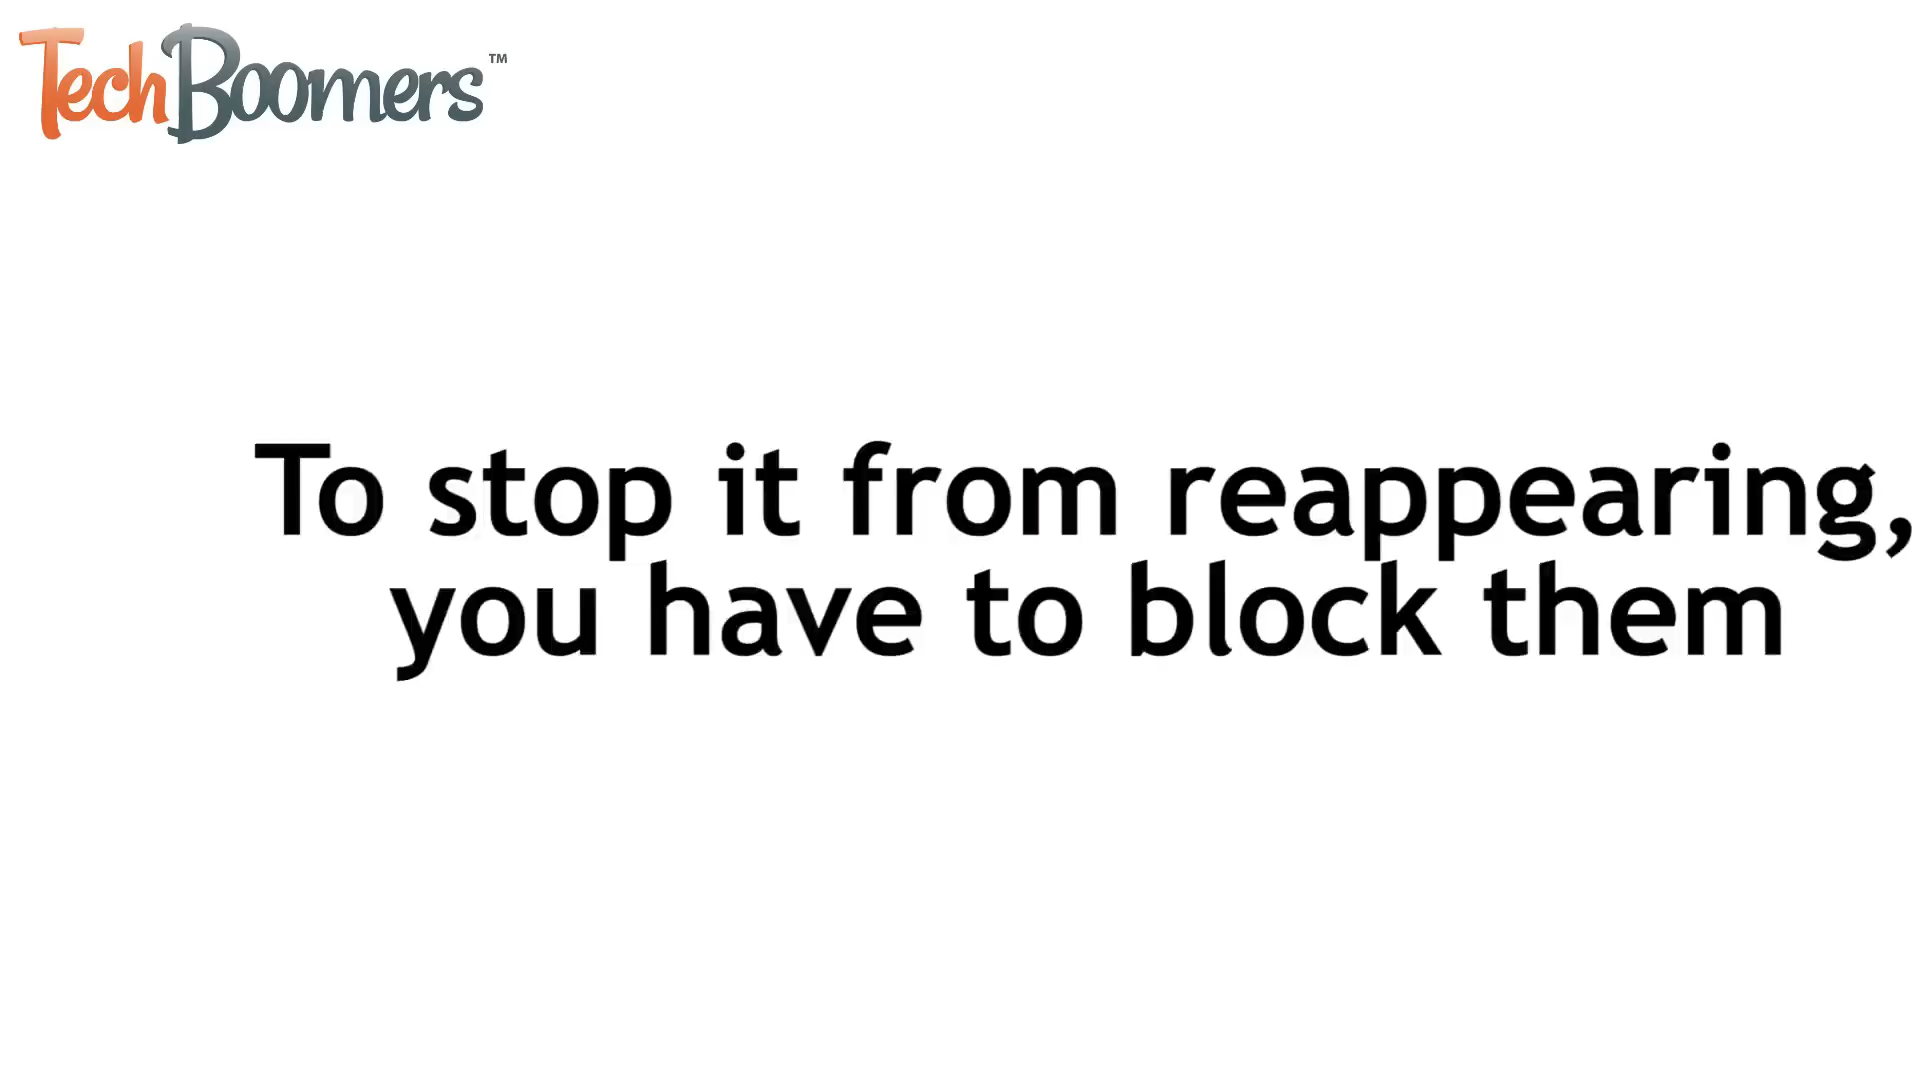 TechBoomers™
To stop it from reappearing,
you have to block them